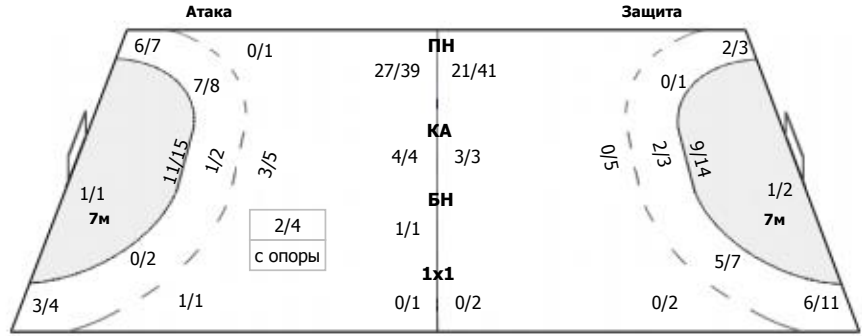 Атака Защита
6/7 0/1 ПН 2/3
7/8 27/39 21/41 0/1
11/15 1/2 3/5 КА 0/5 2/3 9/14
4/4 3/3
1/1 БН 1/2
7м 2/4 1/1 7м
0/2 с опоры 5/7
1x1
3/4 1/1 0/1 0/2 0/2 6/11